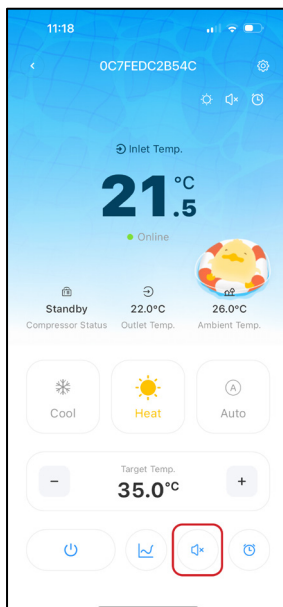 11:18
0C7FEDC2B54C
Inlet Temp.
21.5°C
Online
Standby 22.0°C 26.0°C
Compressor Status Outlet Temp. Ambient Temp.
Cool Heat A Auto
Target Temp.
− 35.0°C +